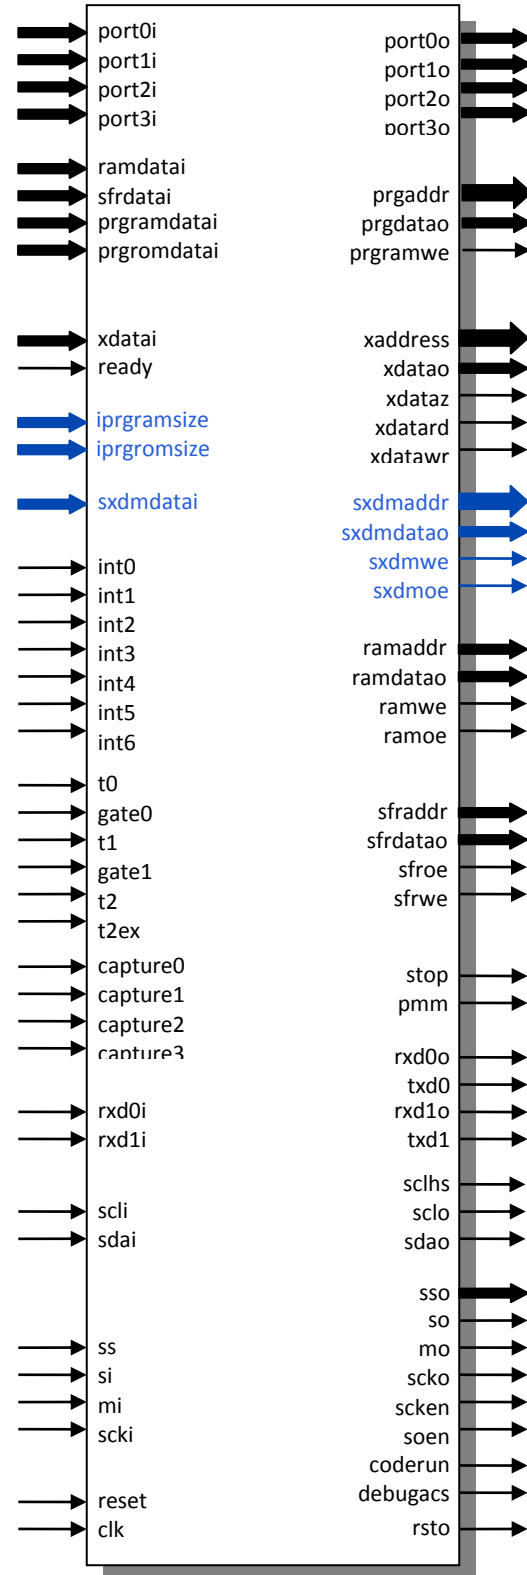 port0i
port1i
port2i
port3i
ramdatai
sfrdatai
prgramdatai
prgromdatai
xdatai
ready
iprgramsize
iprgromsize
sxdmdatai
int0
int1
int2
int3
int4
int5
int6
t0
gate0
t1
gate1
t2
t2ex
capture0
capture1
capture2
capture3
rxd0i
rxd1i
scli
sdai
ss
si
mi
scki
reset
clk
port0o
port1o
port2o
port3o
prgaddr
prgdatao
prgramwe
xaddress
xdatao
xdataz
xdatard
xdatawr
sxdmaddr
sxdmdatao
sxdmwe
sxdmoe
ramaddr
ramdatao
ramwe
ramoe
sfraddr
sfrdatao
sfroe
sfrwe
stop
pmm
rxd0o
txd0
rxd1o
txd1
sclhs
sclo
sdao
sso
so
mo
scko
scken
soen
coderun
debugacs
rsto